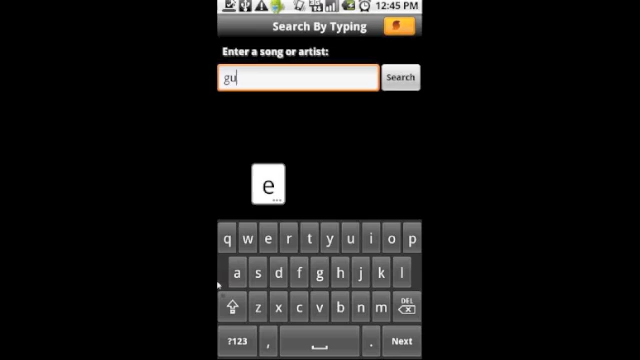 12:45 PM
Search By Typing
Enter a song or artist:
gu
Search
e
...
q w e r t y u i o p
a s d f g h j k l
z x c v b n m DEL
?123 , . Next